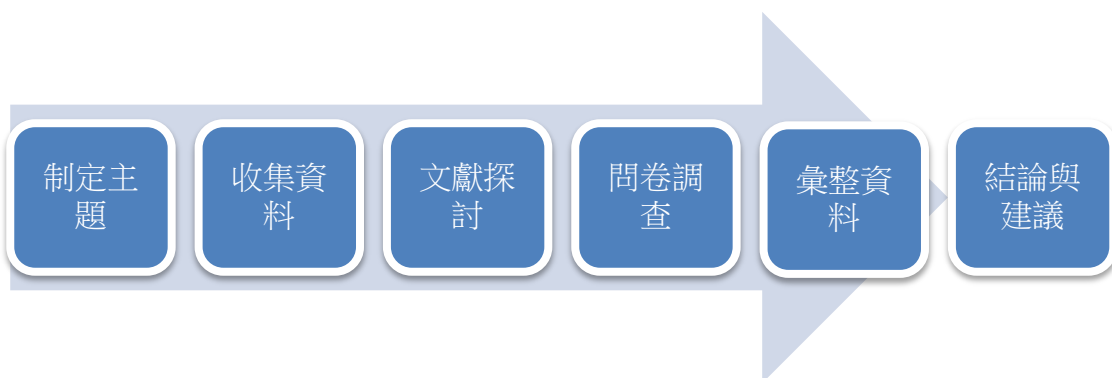 制定主
題
收集資
料
文獻探
討
問卷調
查
彙整資
料
結論與
建議